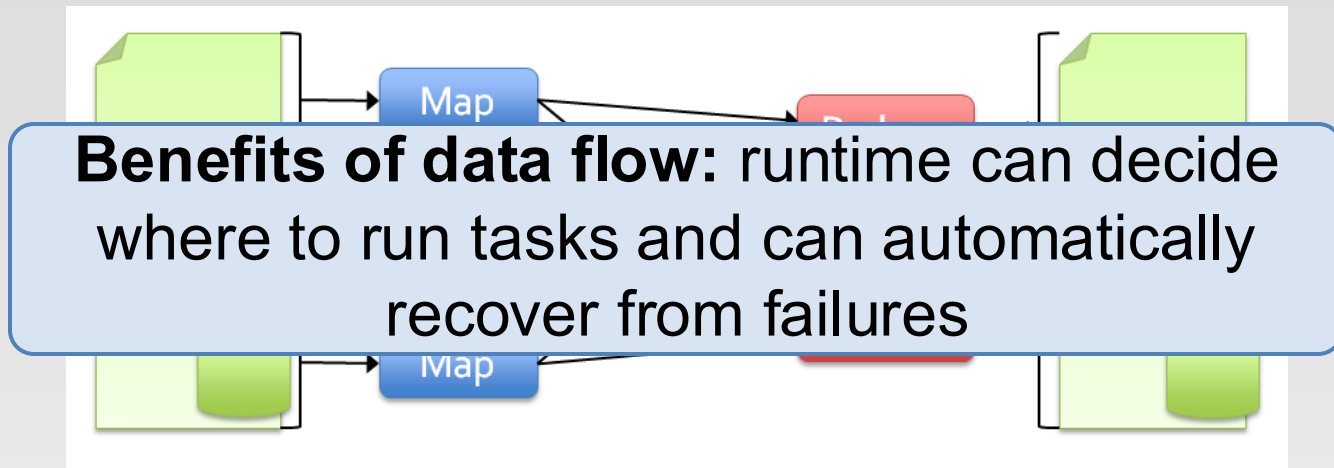 Map
Benefits of data flow: runtime can decide
where to run tasks and can automatically
recover from failures
Map